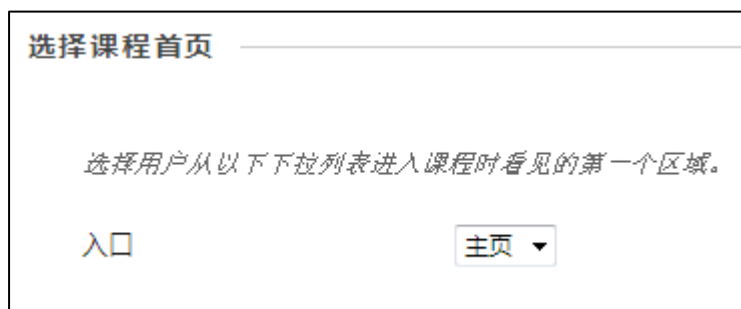 选择课程首页
选择用户从以下下拉列表进入课程时看见的第一个区域。
入口 主页